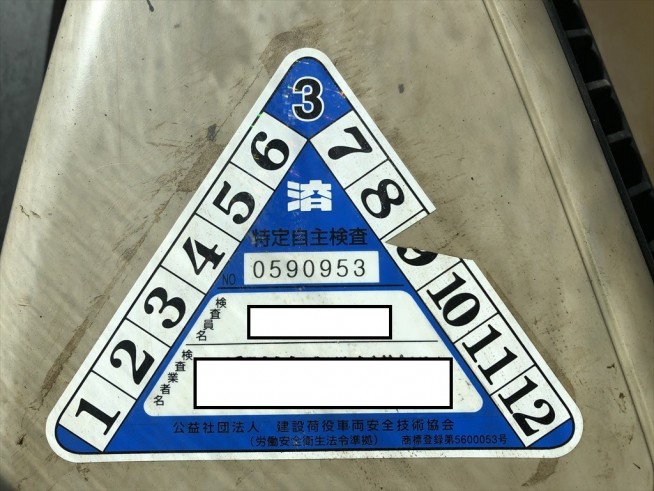 3
6
5
4
3
2
1
7
8
9
10
11
12
済
特定自主検査
NO 0590953
検査員名
検査業者名
公益社団法人 建設荷役車両安全技術協会
(労働安全衛生法令準拠) 商標登録第5600053号